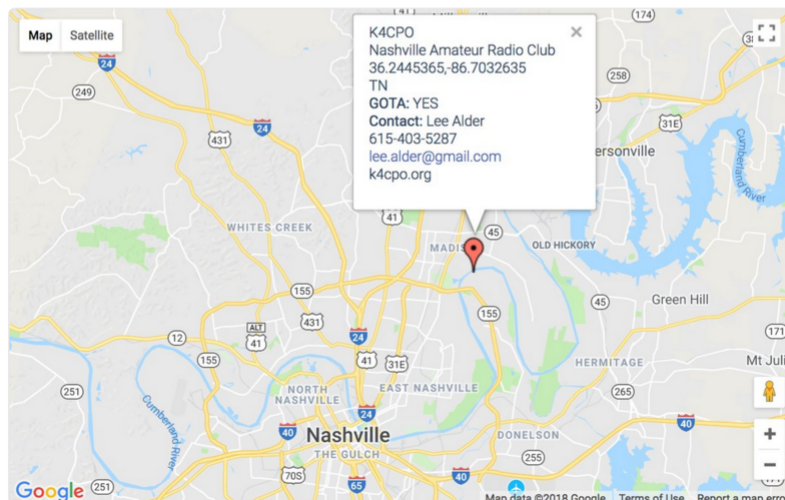 Map Satellite
K4CPO
Nashville Amateur Radio Club
36.2445365,-86.7032635
TN
GOTA: YES
Contact: Lee Alder
615-403-5287
lee.alder@gmail.com
k4cpo.org
174
24
249
24
431
258
31E
ersonville
Cumberland River
41
41
45
WHITES CREEK
MADIS
OLD HICKORY
155
45
Green Hill
155
12
ALT
41
431
24
155
171
31E
41
HERMITAGE
Mt Juli
251
NORTH NASHVILLE
EAST NASHVILLE
265
Cumberland River
24
40
40
Nashville
DONELSON
THE GULCH
255
70S
40
251
65
Google
Map data ©2018 Google Terms of Use Report a map erro